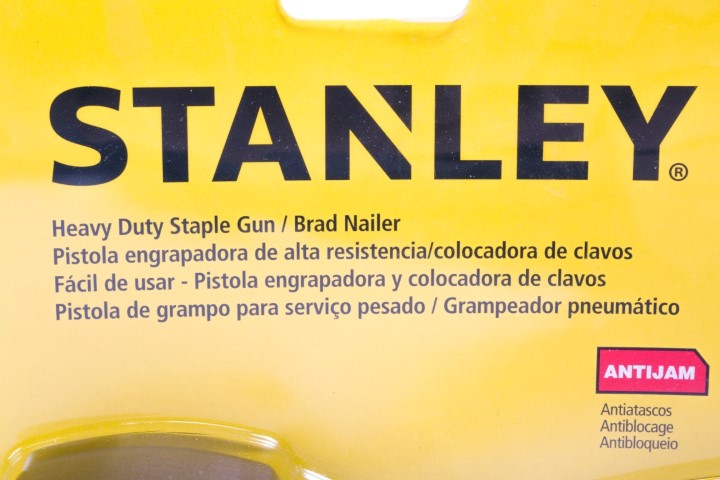 STANLEY®
Heavy Duty Staple Gun / Brad Nailer
Pistola engrapadora de alta resistencia/colocadora de clavos
Fácil de usar - Pistola engrapadora y colocadora de clavos
Pistola de grampo para serviço pesado / Grampeador pneumático
ANTIJAM
Antiatascos
Antiblocage
Antibloqueio